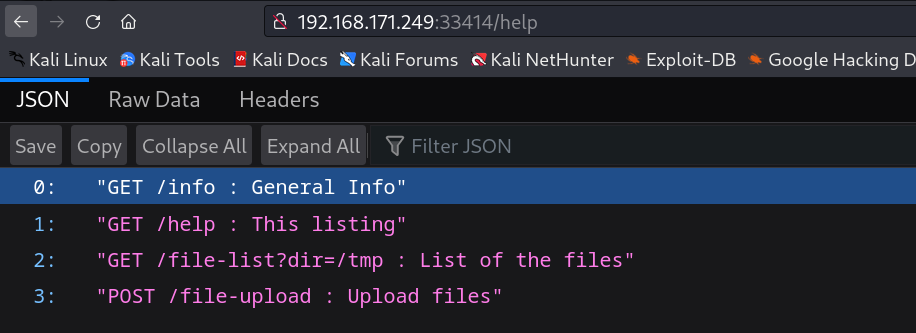 192.168.171.249:33414/help
Kali Linux Kali Tools Kali Docs Kali Forums Kali NetHunter Exploit-DB Google Hacking D
JSON Raw Data Headers
Save Copy Collapse All Expand All Filter JSON
0: "GET /info : General Info"
1: "GET /help : This listing"
2: "GET /file-list?dir=/tmp : List of the files"
3: "POST /file-upload : Upload files"